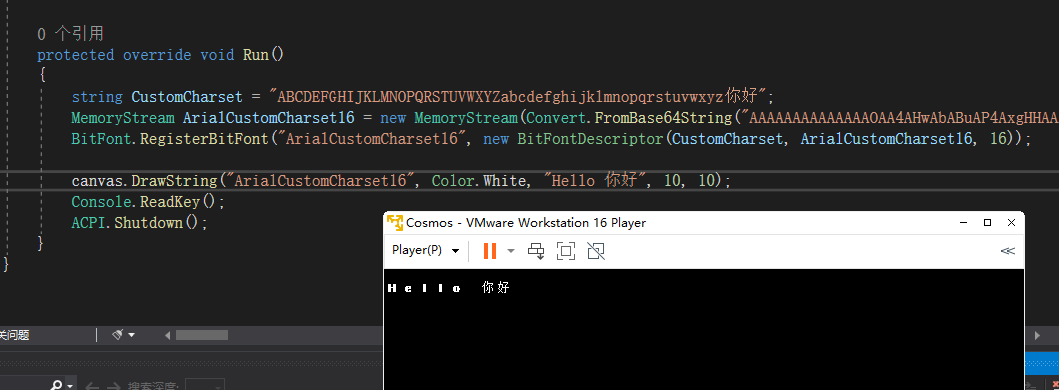 0 个引用
protected override void Run()
{
string CustomCharset = "ABCDEFGHIJKLMNOPQRSTUVWXYZabcdefghijklmnopqrstuvwxyz你好";
MemoryStream ArialCustomCharset16 = new MemoryStream(Convert.FromBase64String("AAAAAAAAAAAAAAOAA4AHwAbABuAP4AxgHHAA
BitFont.RegisterBitFont("ArialCustomCharset16", new BitFontDescriptor(CustomCharset, ArialCustomCharset16, 16));
canvas.DrawString("ArialCustomCharset16", Color.White, "Hello 你好", 10, 10);
Console.ReadKey();
ACPI.Shutdown();
}
}
Cosmos - VMware Workstation 16 Player
Player(P)
Hello 你好
关问题
搜索深度: